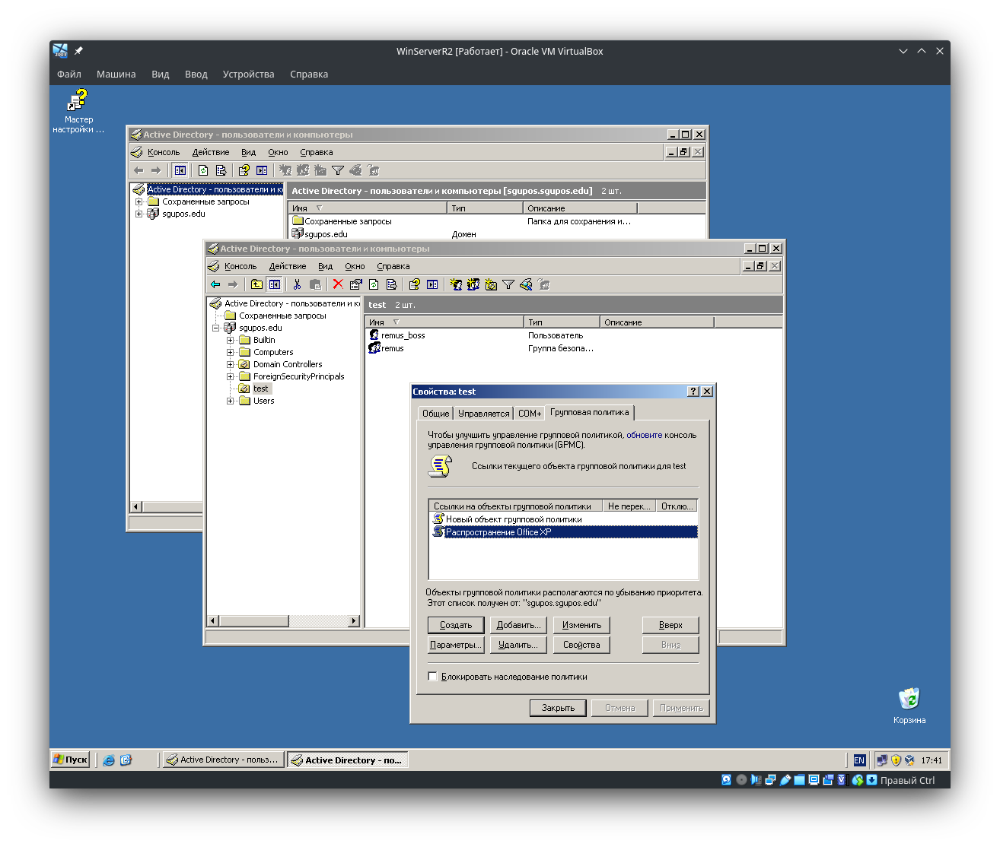 WinServerR2 [Работает] - Oracle VM VirtualBox
Файл Машина Вид Ввод Устройства Справка
Мастер
настройки ...
Active Directory - пользователи и компьютеры
Консоль Действие Вид Окно Справка
Active Directory - пользователи и кс
Сохраненные запросы
sgupos.edu
Active Directory - пользователи и компьютеры [sgupos.sgupos.edu] 2 шт.
Имя Тип Описание
Сохраненные запросы Папка для сохранения и...
sgupos.edu Домен
Active Directory - пользователи и компьютеры
Консоль Действие Вид Окно Справка
Active Directory - пользователи и кс
Сохраненные запросы
sgupos.edu
Builtin
Computers
Domain Controllers
ForeignSecurityPrincipals
test
Users
test 2 шт.
Имя Тип Описание
remus_boss Пользователь
remus Группа безопа...
Свойства: test
Общие Управляется COM+ Групповая политика
Чтобы улучшить управление групповой политикой, обновите консоль
управления групповой политики (GPMC).
Ссылки текущего объекта групповой политики для test
Ссылки на объекты групповой политики Не перек... Отклю...
Новый объект групповой политики
Распространение Office XP
Объекты групповой политики располагаются по убыванию приоритета.
Этот список получен от: "sgupos.sgupos.edu"
Создать Добавить... Изменить Вверх
Параметры... Удалить... Свойства Вниз
Блокировать наследование политики
Закрыть Отмена Применить
Корзина
Пуск Active Directory - польз... Active Directory - по... EN 17:41
Правый Ctrl